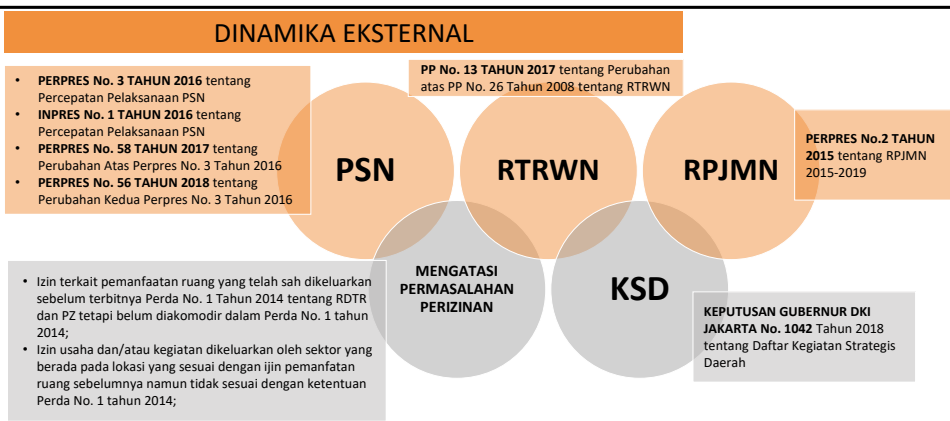 DINAMIKA EKSTERNAL
• PERPRES No. 3 TAHUN 2016 tentang
Percepatan Pelaksanaan PSN
• INPRES No. 1 TAHUN 2016 tentang
Percepatan Pelaksanaan PSN
• PERPRES No. 58 TAHUN 2017 tentang
Perubahan Atas Perpres No. 3 Tahun 2016
• PERPRES No. 56 TAHUN 2018 tentang
Perubahan Kedua Perpres No. 3 Tahun 2016
PP No. 13 TAHUN 2017 tentang Perubahan
atas PP No. 26 Tahun 2008 tentang RTRWN
PERPRES No.2 TAHUN
2015 tentang RPJMN
2015-2019
PSN
RTRWN
RPJMN
MENGATASI
PERMASALAHAN
PERIZINAN
KSD
• Izin terkait pemanfaatan ruang yang telah sah dikeluarkan
sebelum terbitnya Perda No. 1 Tahun 2014 tentang RDTR
dan PZ tetapi belum diakomodir dalam Perda No. 1 tahun
2014;
• Izin usaha dan/atau kegiatan dikeluarkan oleh sektor yang
berada pada lokasi yang sesuai dengan ijin pemanfatan
ruang sebelumnya namun tidak sesuai dengan ketentuan
Perda No. 1 tahun 2014;
KEPUTUSAN GUBERNUR DKI
JAKARTA No. 1042 Tahun 2018
tentang Daftar Kegiatan Strategis
Daerah